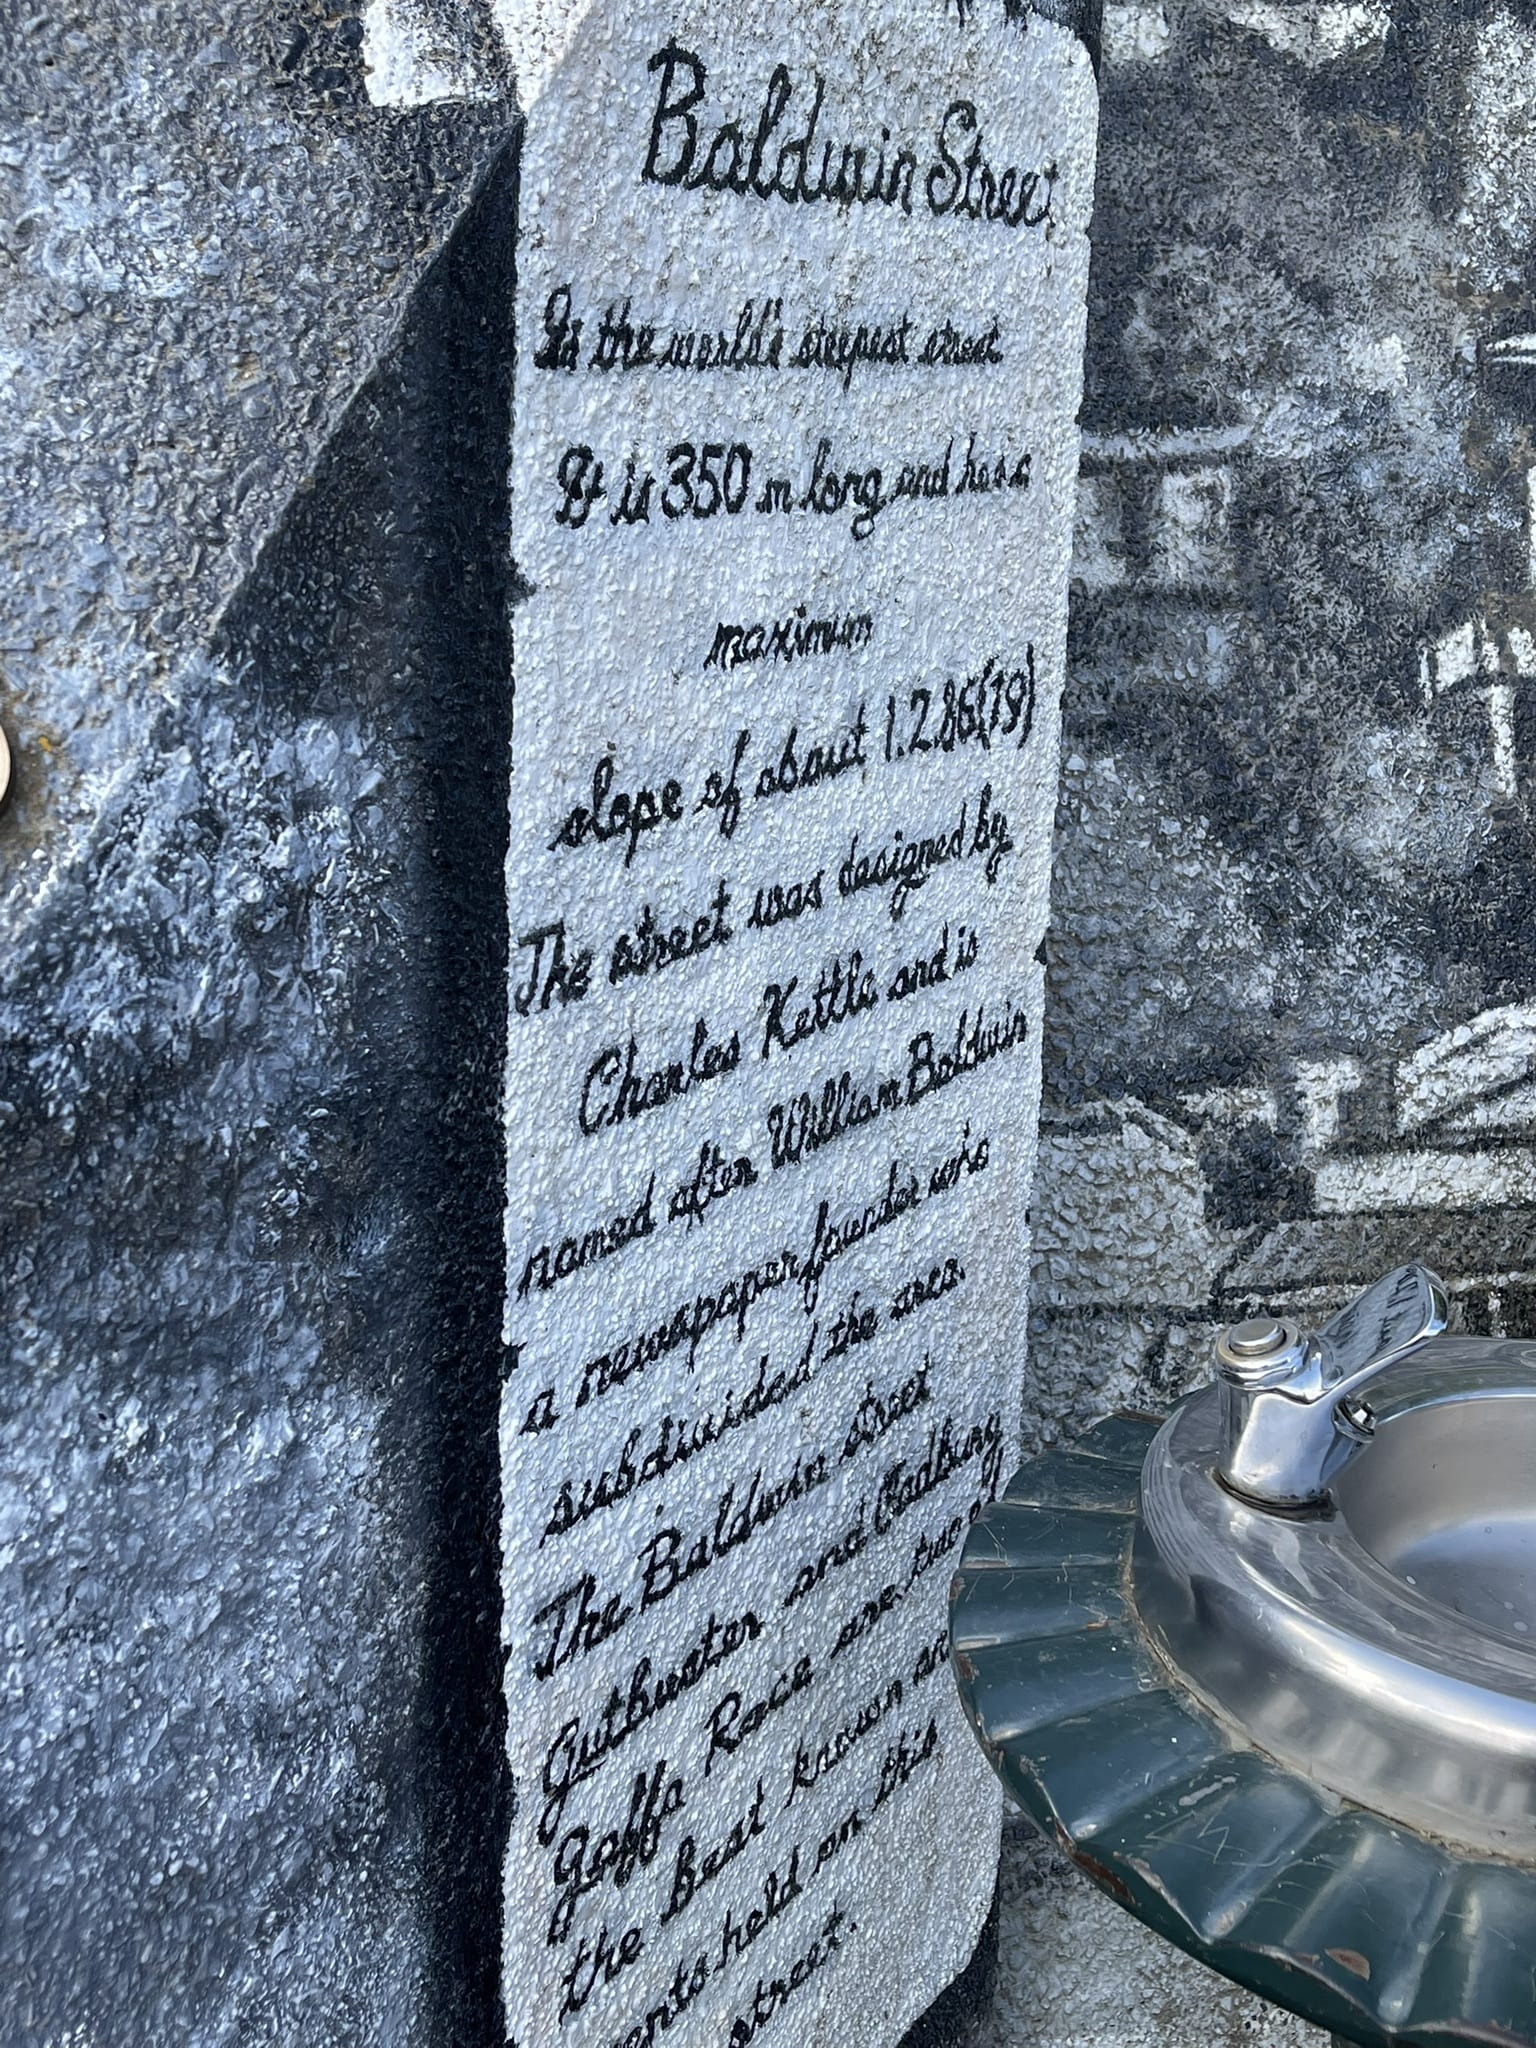 Baldwin Street
Is the world's steepest street
It is 350 m long and has a
maximum
slope of about 1.2.86(19)
The street was designed by
Charles Kettle and is
named after William Baldwin
a newspaper founder who
subdivided the area
The Baldwin street
Gutbuster and Cadbury
Jaffa Race are two of
the best known
held on this
street.